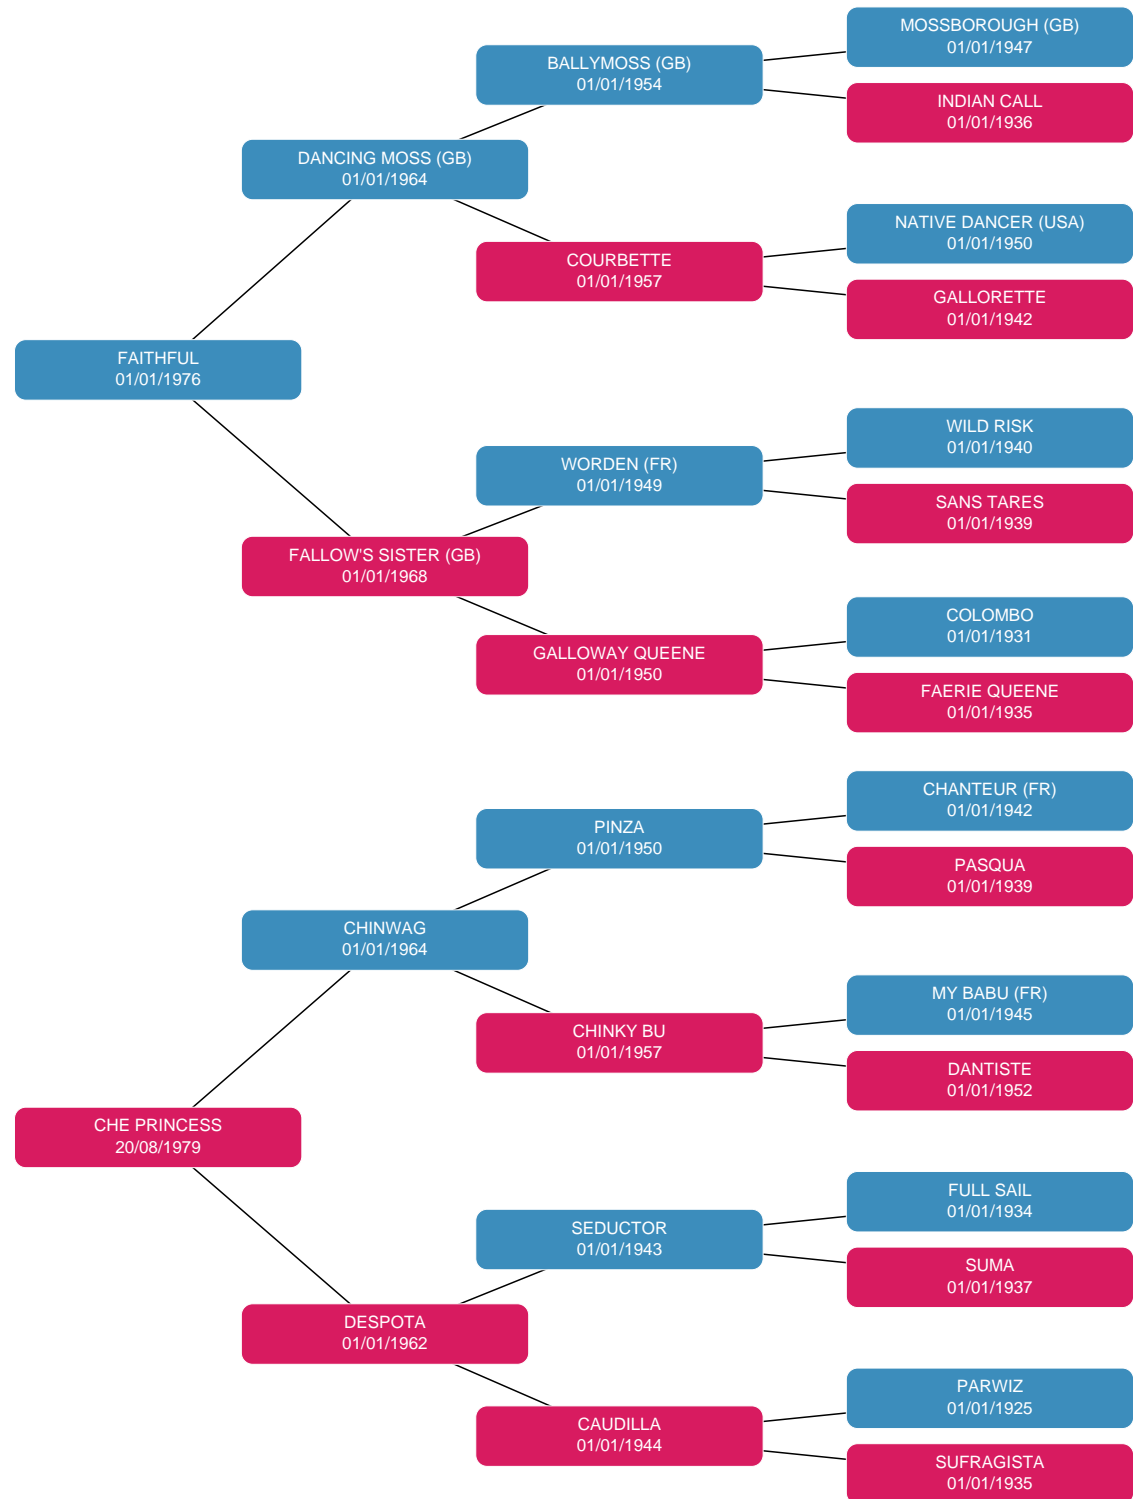 MOSSBOROUGH (GB)
01/01/1947
BALLYMOSS (GB)
01/01/1954
INDIAN CALL
01/01/1936
DANCING MOSS (GB)
01/01/1964
NATIVE DANCER (USA)
01/01/1950
COURBETTE
01/01/1957
GALLORETTE
01/01/1942
FAITHFUL
01/01/1976
WILD RISK
01/01/1940
WORDEN (FR)
01/01/1949
SANS TARES
01/01/1939
FALLOW'S SISTER (GB)
01/01/1968
COLOMBO
01/01/1931
GALLOWAY QUEENE
01/01/1950
FAERIE QUEENE
01/01/1935
CHANTEUR (FR)
01/01/1942
PINZA
01/01/1950
PASQUA
01/01/1939
CHINWAG
01/01/1964
MY BABU (FR)
01/01/1945
CHINKY BU
01/01/1957
DANTISTE
01/01/1952
CHE PRINCESS
20/08/1979
FULL SAIL
01/01/1934
SEDUCTOR
01/01/1943
SUMA
01/01/1937
DESPOTA
01/01/1962
PARWIZ
01/01/1925
CAUDILLA
01/01/1944
SUFRAGISTA
01/01/1935